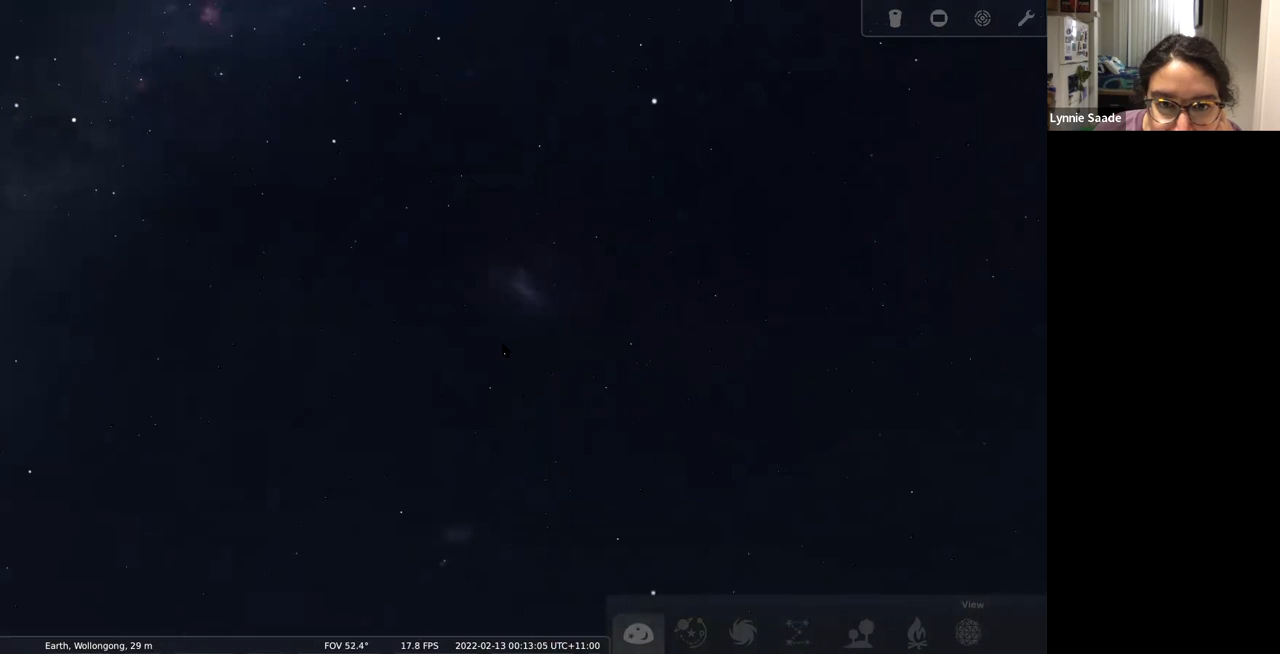 Lynnie Saade
View
Earth, Wollongong, 29 m FOV 52.4° 17.8 FPS 2022-02-13 00:13:05 UTC+11:00